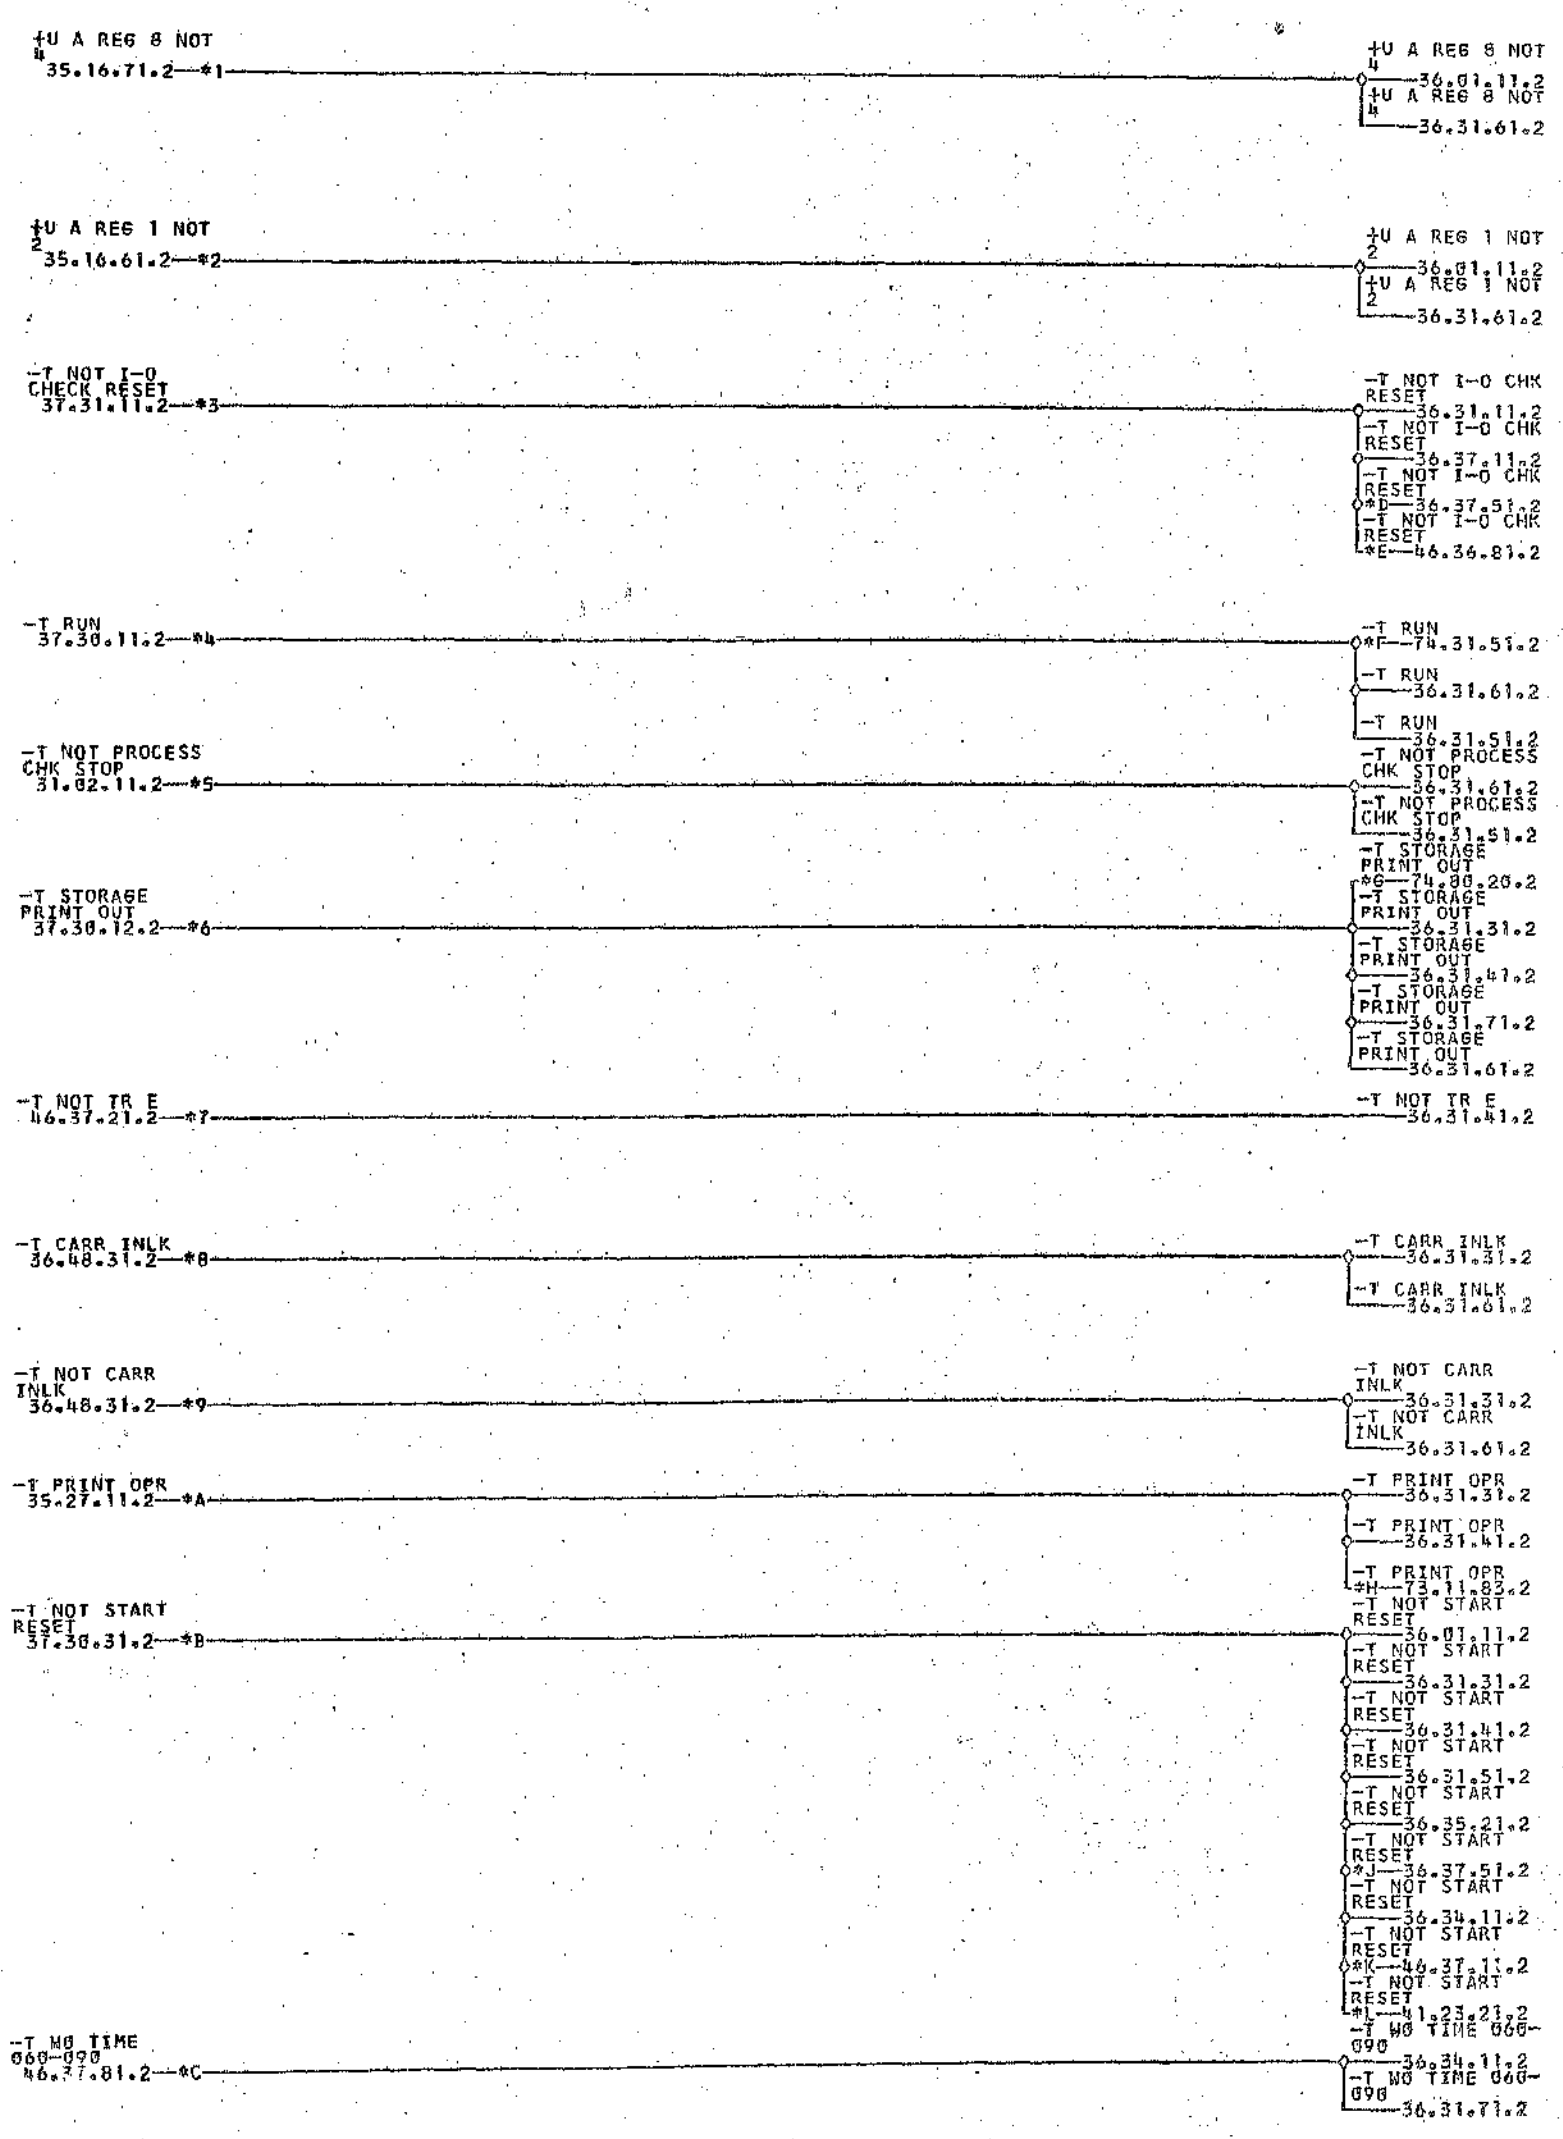 +U A REG 8 NOT
4
35.16.71.2—*1
+U A REG 8 NOT
4
36.01.11.2
+U A REG 8 NOT
4
36.31.61.2
+U A REG 1 NOT
2
35.16.61.2—*2
+U A REG 1 NOT
2
36.01.11.2
+U A REG 1 NOT
2
36.31.61.2
-T NOT I-O
CHECK RESET
37.31.11.2—*3
-T NOT I-O CHK
RESET
36.31.11.2
-T NOT I-O CHK
RESET
36.37.11.2
-T NOT I-O CHK
RESET
*D—36.37.51.2
-T NOT I-O CHK
RESET
*E—46.36.81.2
-T RUN
37.30.11.2—*4
-T RUN
*F—74.31.51.2
-T RUN
36.31.61.2
-T RUN
36.31.51.2
-T NOT PROCESS
CHK STOP
31.02.11.2—*5
-T NOT PROCESS
CHK STOP
36.31.61.2
-T NOT PROCESS
CHK STOP
36.31.51.2
-T STORAGE
PRINT OUT
37.30.12.2—*6
-T STORAGE
PRINT OUT
*G—74.80.20.2
-T STORAGE
PRINT OUT
36.31.31.2
-T STORAGE
PRINT OUT
36.31.41.2
-T STORAGE
PRINT OUT
36.31.71.2
-T STORAGE
PRINT OUT
36.31.61.2
-T NOT TR E
46.37.21.2—*7
-T NOT TR E
36.31.41.2
-T CARR INLK
36.48.31.2—*8
-T CARR INLK
36.31.31.2
-T CARR INLK
36.31.61.2
-T NOT CARR
INLK
36.48.31.2—*9
-T NOT CARR
INLK
36.31.31.2
-T NOT CARR
INLK
36.31.61.2
-T PRINT OPR
35.27.11.2—*A
-T PRINT OPR
36.31.31.2
-T PRINT OPR
36.31.41.2
-T PRINT OPR
*H—73.11.83.2
-T NOT START
RESET
37.30.31.2—*B
-T NOT START
RESET
36.01.11.2
-T NOT START
RESET
36.31.31.2
-T NOT START
RESET
36.31.41.2
-T NOT START
RESET
36.31.51.2
-T NOT START
RESET
36.35.21.2
-T NOT START
RESET
*J—36.37.51.2
-T NOT START
RESET
36.34.11.2
-T NOT START
RESET
*K—46.37.11.2
-T NOT START
RESET
*L—41.23.21.2
-T W0 TIME
060-090
46.37.81.2—*C
-T W0 TIME 060-
090
36.34.11.2
-T W0 TIME 060-
090
36.31.71.2